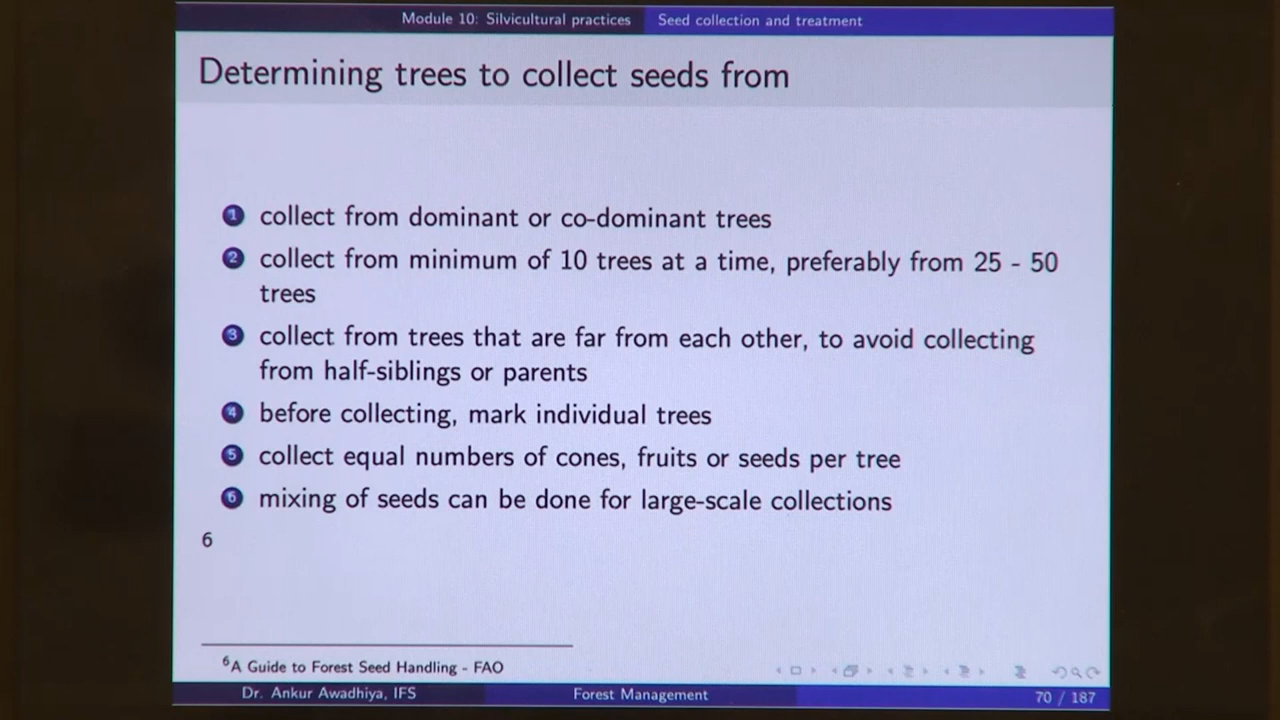 Module 10: Silvicultural practices Seed collection and treatment
Determining trees to collect seeds from
1 collect from dominant or co-dominant trees
2 collect from minimum of 10 trees at a time, preferably from 25 - 50
trees
3 collect from trees that are far from each other, to avoid collecting
from half-siblings or parents
4 before collecting, mark individual trees
5 collect equal numbers of cones, fruits or seeds per tree
6 mixing of seeds can be done for large-scale collections
6
6A Guide to Forest Seed Handling - FAO
Dr. Ankur Awadhiya, IFS Forest Management 70 / 187